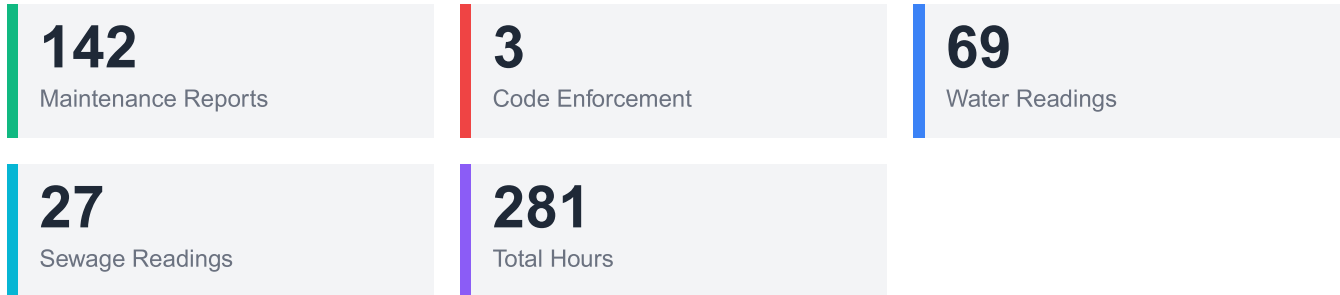 142
Maintenance Reports
3
Code Enforcement
69
Water Readings
27
Sewage Readings
281
Total Hours